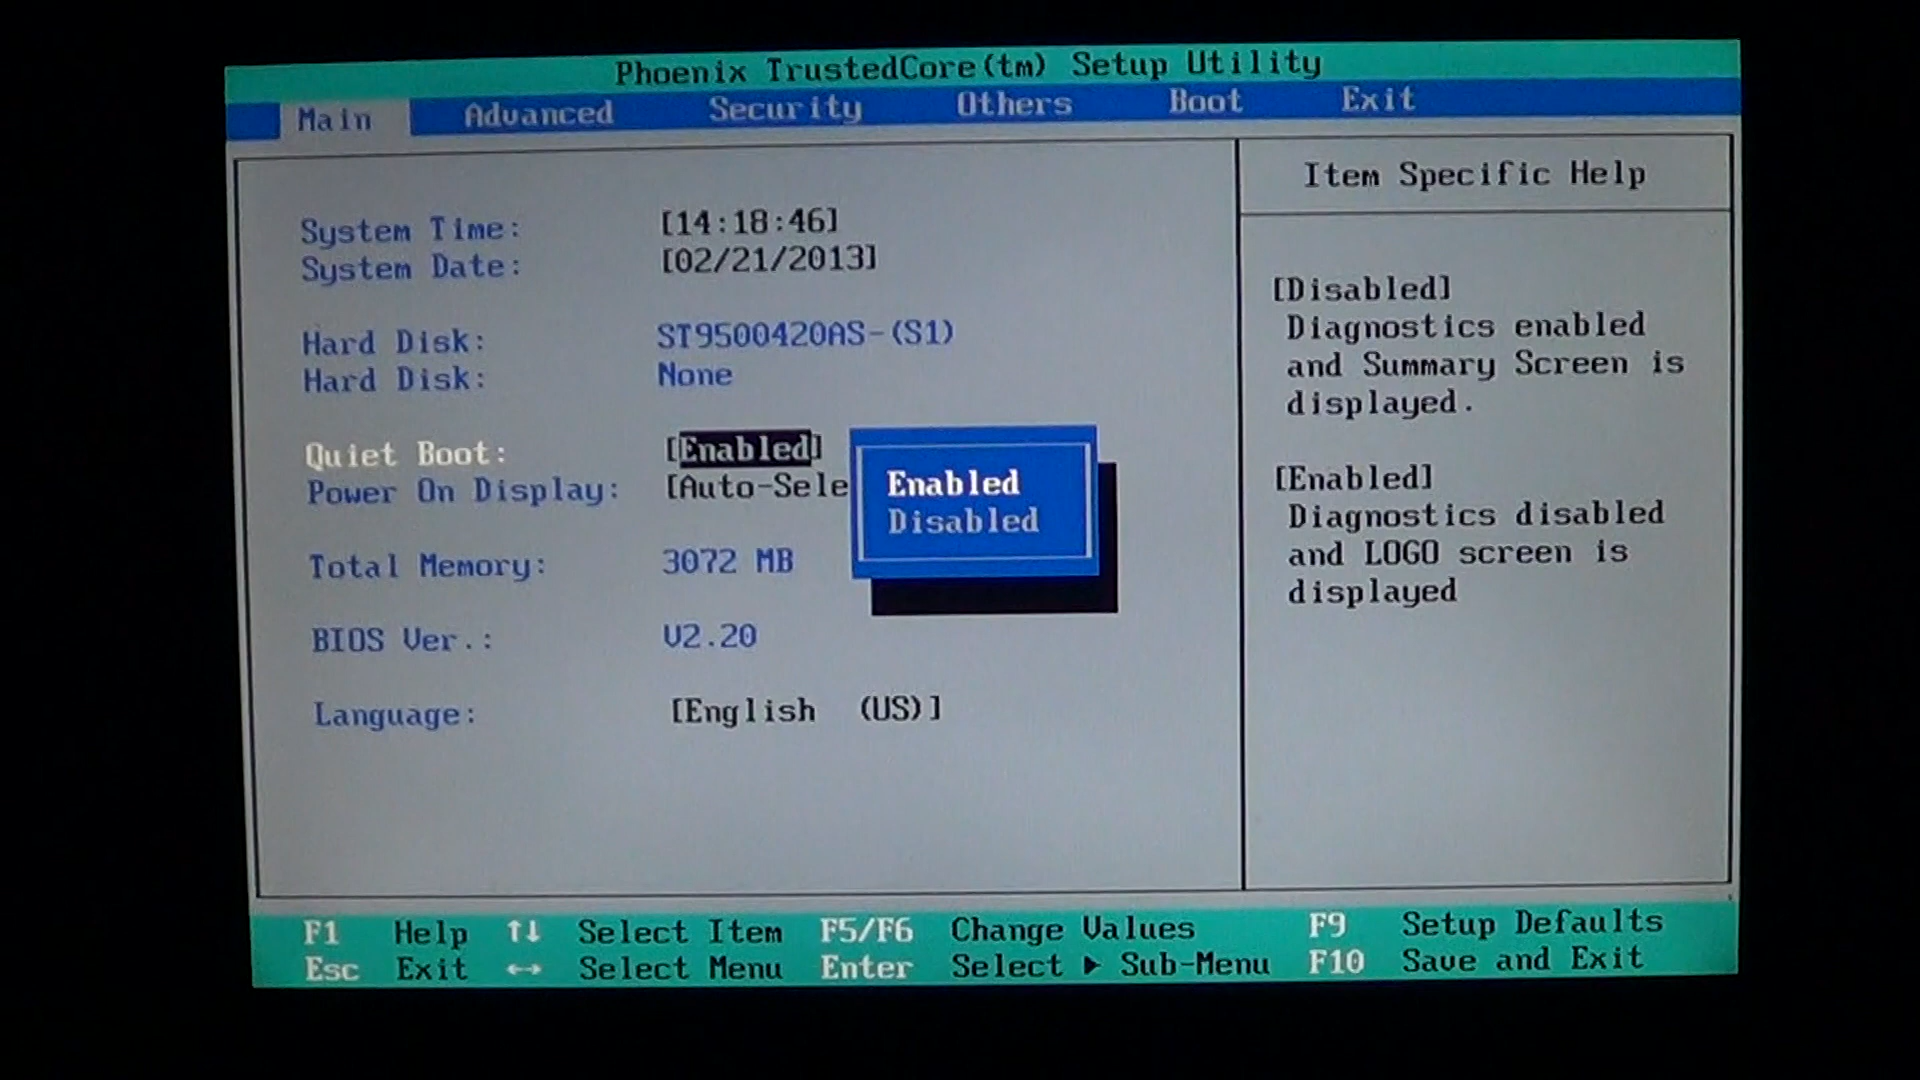 Phoenix TrustedCore(tm) Setup Utility
Main Advanced Security Others Boot Exit
System Time: [14:18:46]
System Date: [02/21/2013]
Hard Disk: ST9500420AS-(S1)
Hard Disk: None
Quiet Boot: [Enabled]
Power On Display: [Auto-Sele
Enabled
Disabled
Total Memory: 3072 MB
BIOS Ver.: V2.20
Language: [English (US)]
Item Specific Help
[Disabled]
Diagnostics enabled
and Summary Screen is
displayed.
[Enabled]
Diagnostics disabled
and LOGO screen is
displayed
F1 Help ↑↓ Select Item F5/F6 Change Values F9 Setup Defaults
Esc Exit ↔ Select Menu Enter Select ▶ Sub-Menu F10 Save and Exit